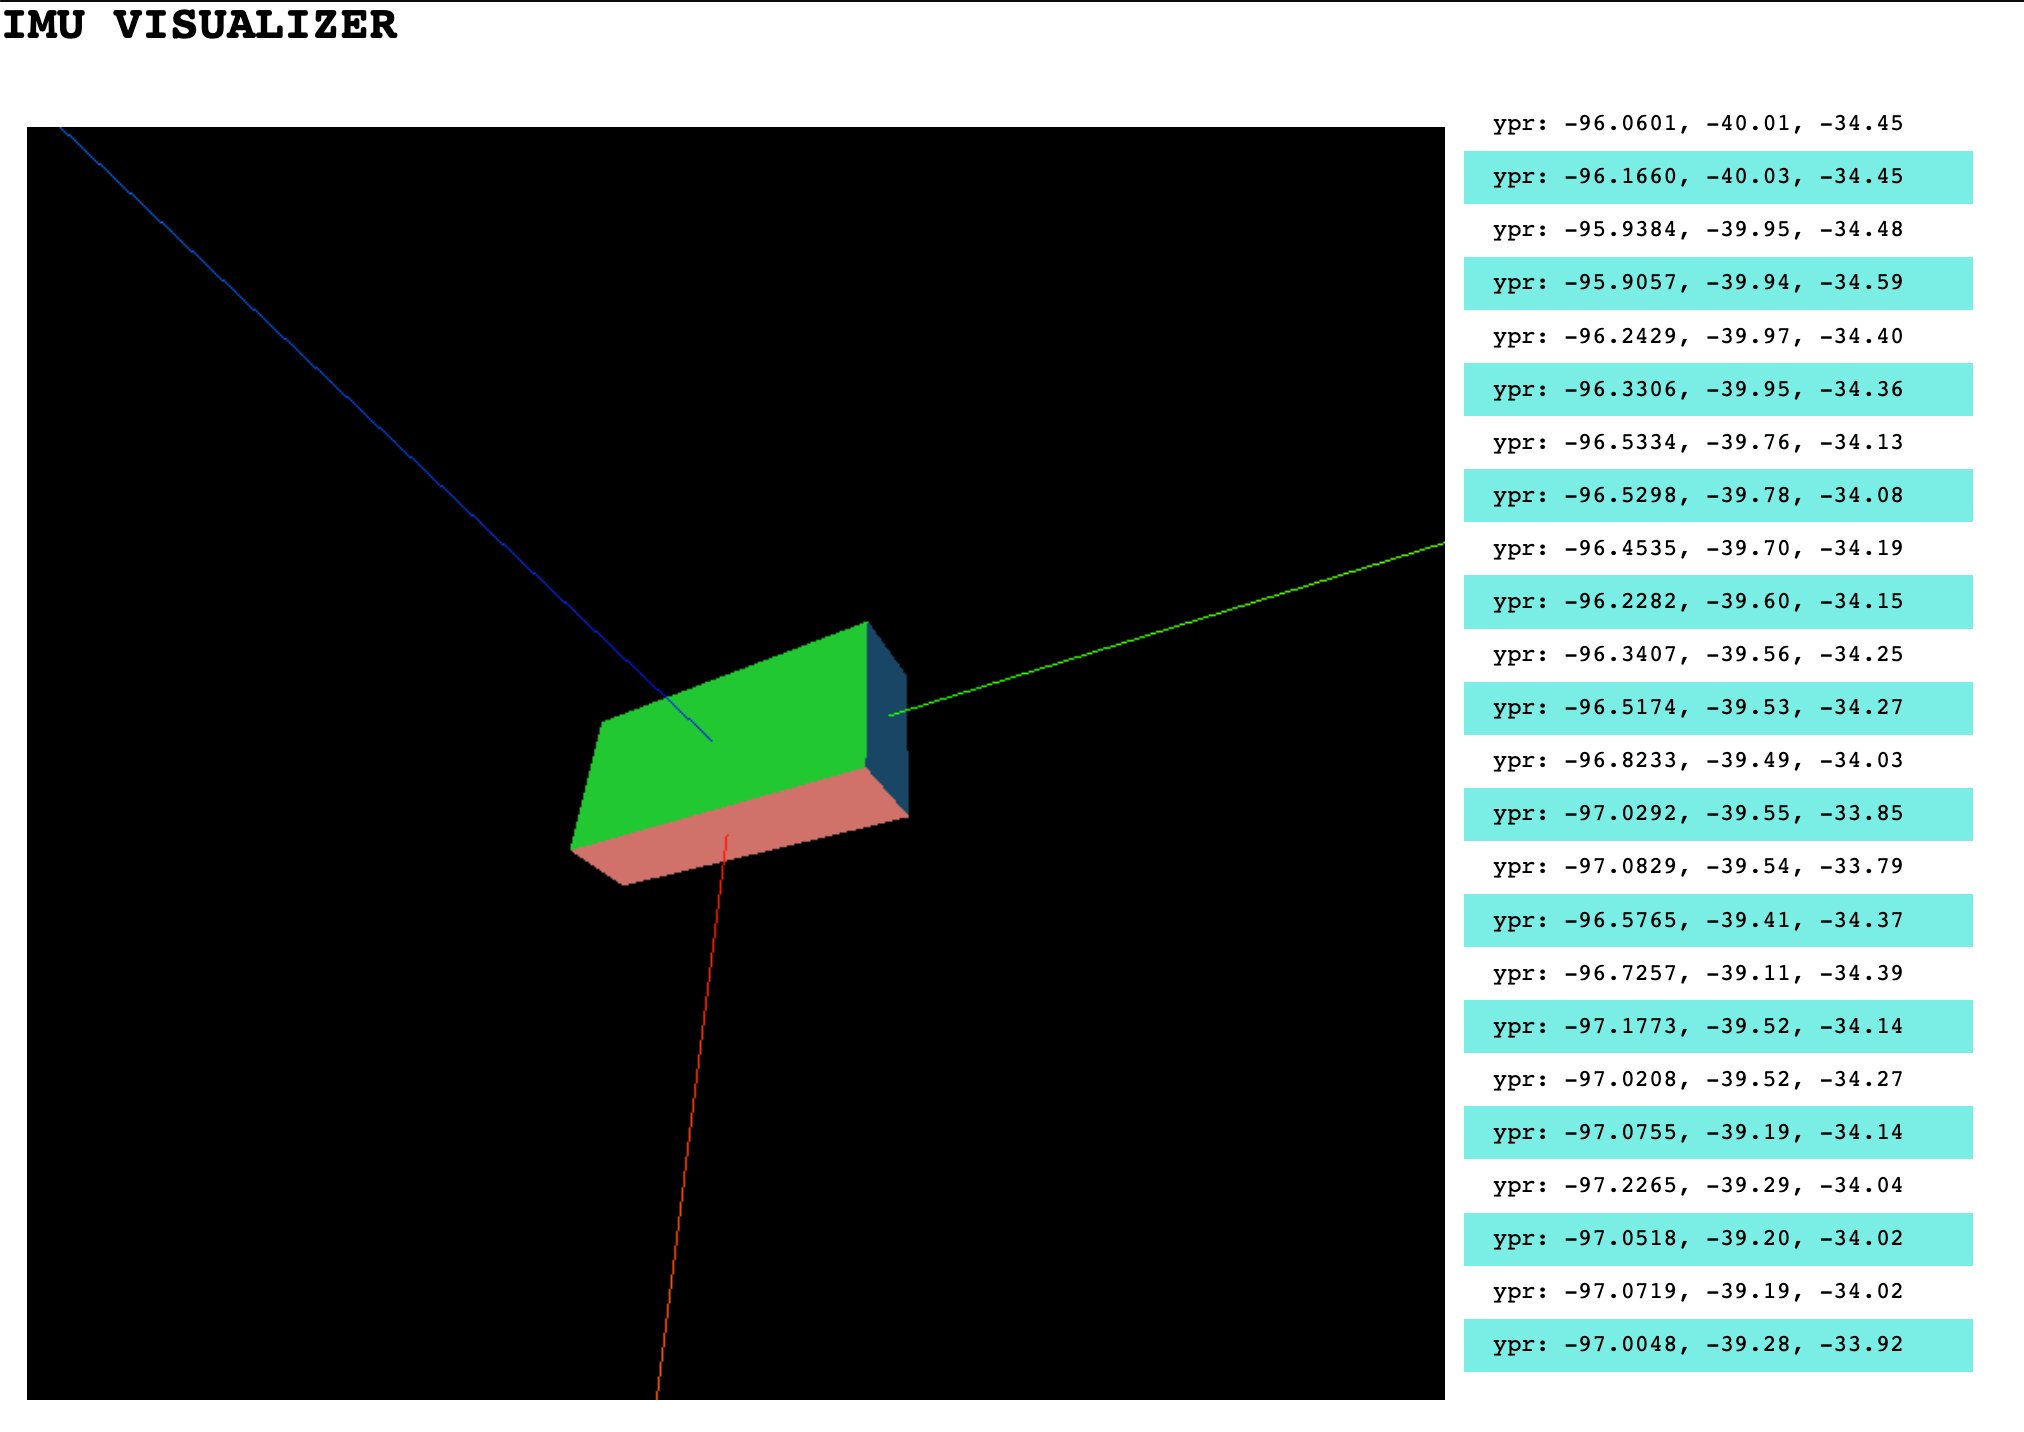 IMU VISUALIZER
ypr: -96.0601, -40.01, -34.45
ypr: -96.1660, -40.03, -34.45
ypr: -95.9384, -39.95, -34.48
ypr: -95.9057, -39.94, -34.59
ypr: -96.2429, -39.97, -34.40
ypr: -96.3306, -39.95, -34.36
ypr: -96.5334, -39.76, -34.13
ypr: -96.5298, -39.78, -34.08
ypr: -96.4535, -39.70, -34.19
ypr: -96.2282, -39.60, -34.15
ypr: -96.3407, -39.56, -34.25
ypr: -96.5174, -39.53, -34.27
ypr: -96.8233, -39.49, -34.03
ypr: -97.0292, -39.55, -33.85
ypr: -97.0829, -39.54, -33.79
ypr: -96.5765, -39.41, -34.37
ypr: -96.7257, -39.11, -34.39
ypr: -97.1773, -39.52, -34.14
ypr: -97.0208, -39.52, -34.27
ypr: -97.0755, -39.19, -34.14
ypr: -97.2265, -39.29, -34.04
ypr: -97.0518, -39.20, -34.02
ypr: -97.0719, -39.19, -34.02
ypr: -97.0048, -39.28, -33.92